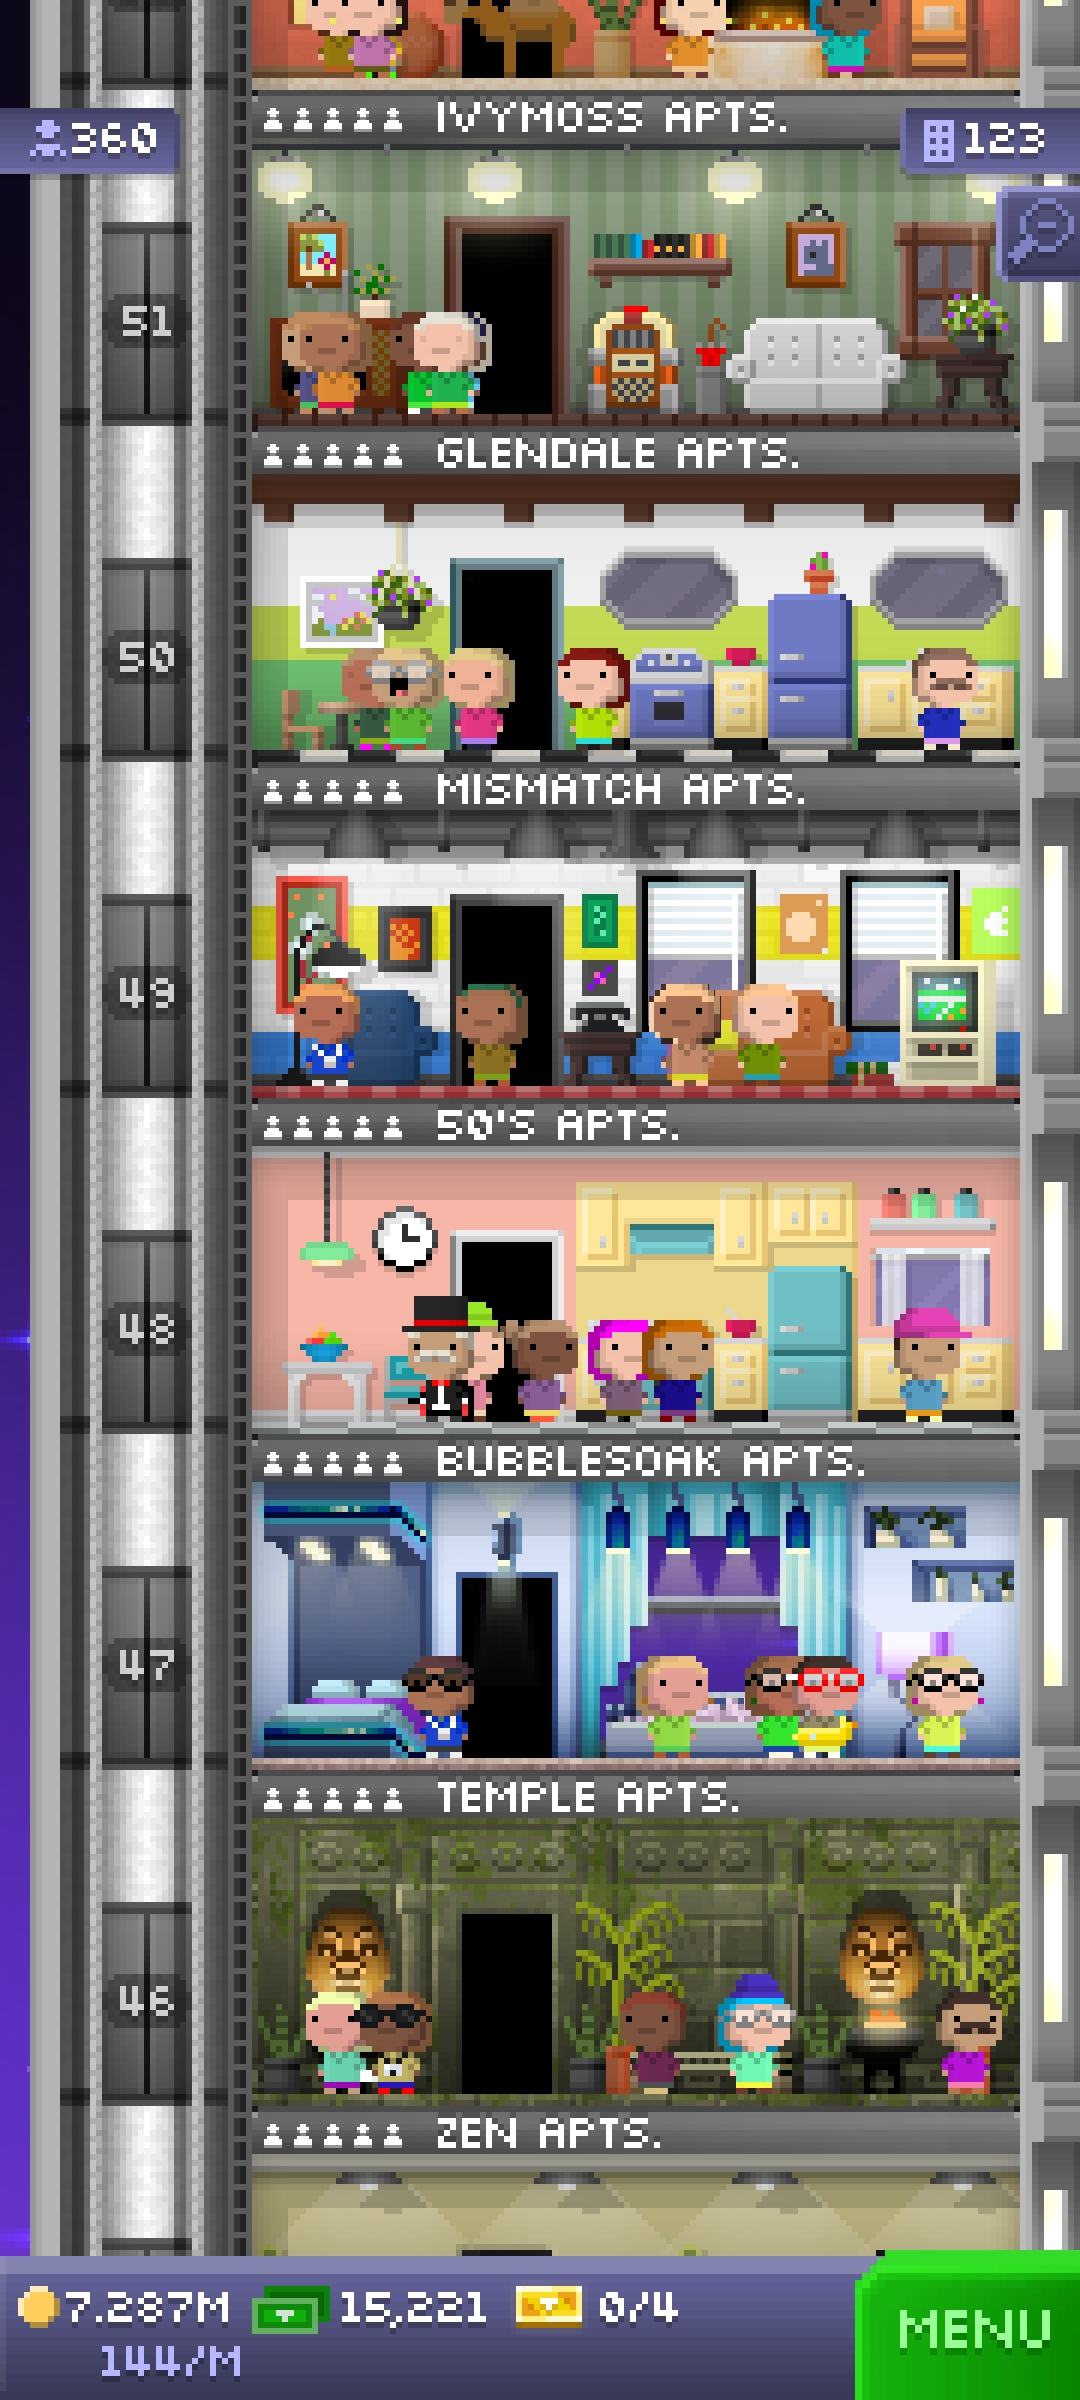 IVYMOSS APTS.
360
123
51
GLENDALE APTS.
50
MISMATCH APTS.
49
50'S APTS.
48
BUBBLESOAK APTS.
47
TEMPLE APTS.
46
ZEN APTS.
7.287M
15,221
0/4
144/M
MENU